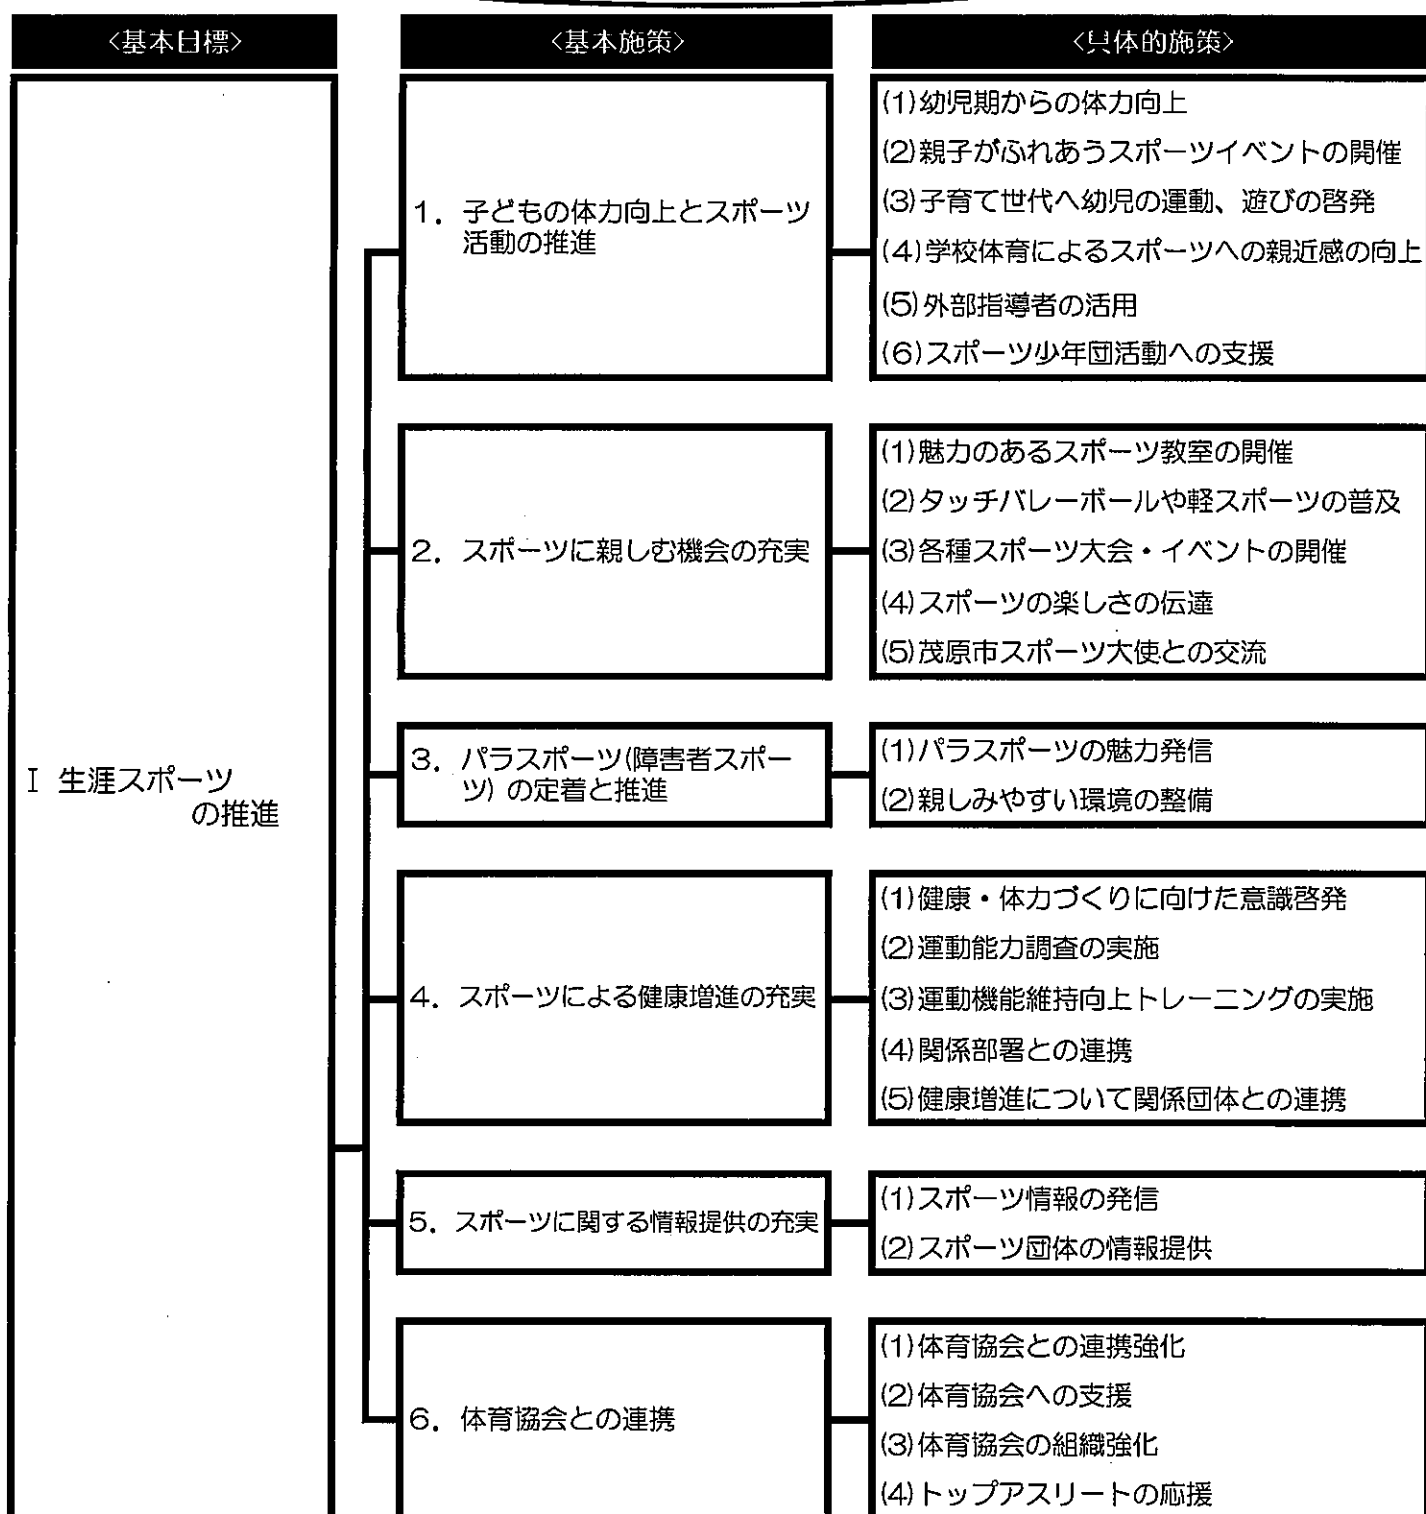 <基本目標>
<基本施策>
<具体的施策>
I 生涯スポーツ
の推進
1. 子どもの体力向上とスポーツ
活動の推進
(1)幼児期からの体力向上
(2)親子がふれあうスポーツイベントの開催
(3)子育て世代へ幼児の運動、遊びの啓発
(4)学校体育によるスポーツへの親近感の向上
(5)外部指導者の活用
(6)スポーツ少年団活動への支援
2. スポーツに親しむ機会の充実
(1)魅力のあるスポーツ教室の開催
(2)タッチバレーボールや軽スポーツの普及
(3)各種スポーツ大会・イベントの開催
(4)スポーツの楽しさの伝達
(5)茂原市スポーツ大使との交流
3. パラスポーツ(障害者スポー
ツ) の定着と推進
(1)パラスポーツの魅力発信
(2)親しみやすい環境の整備
4. スポーツによる健康増進の充実
(1)健康・体力づくりに向けた意識啓発
(2)運動能力調査の実施
(3)運動機能維持向上トレーニングの実施
(4)関係部署との連携
(5)健康増進について関係団体との連携
5. スポーツに関する情報提供の充実
(1)スポーツ情報の発信
(2)スポーツ団体の情報提供
6. 体育協会との連携
(1)体育協会との連携強化
(2)体育協会への支援
(3)体育協会の組織強化
(4)トップアスリートの応援